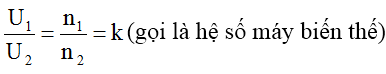 U₁/U₂ = n₁/n₂ = k (gọi là hệ số máy biến thế)